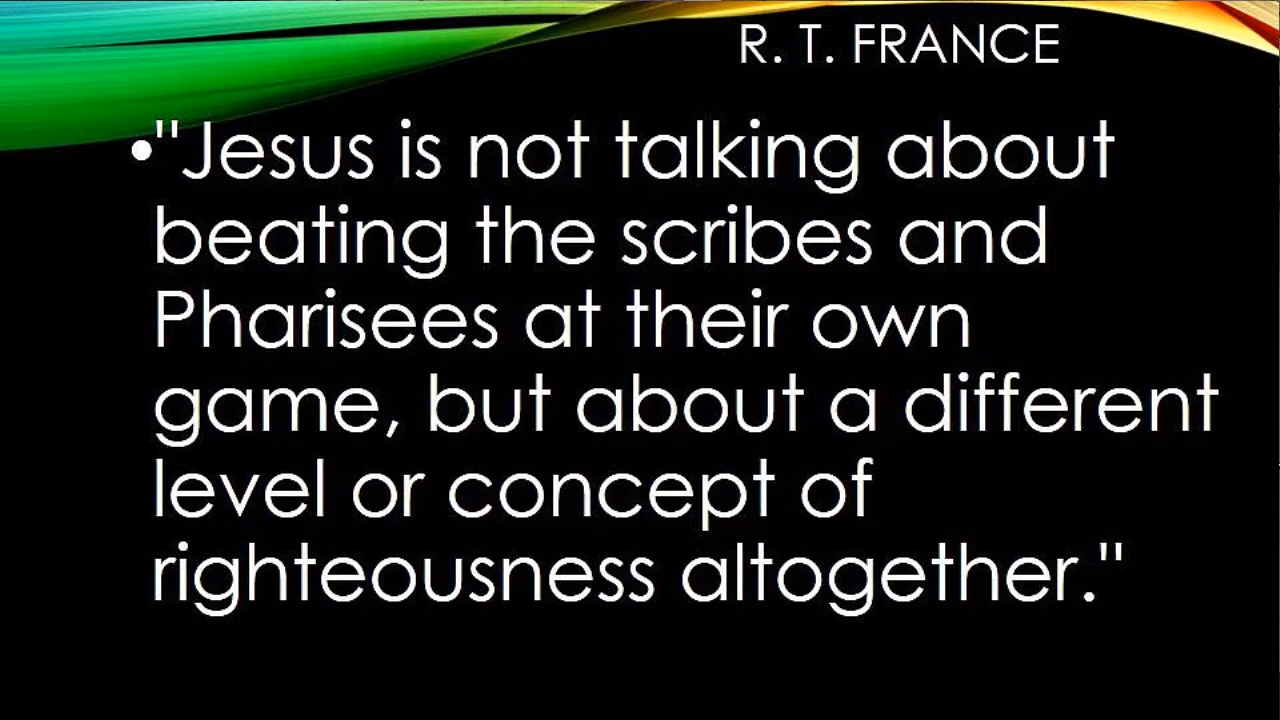 R. T. FRANCE
•"Jesus is not talking about
beating the scribes and
Pharisees at their own
game, but about a different
level or concept of
righteousness altogether."